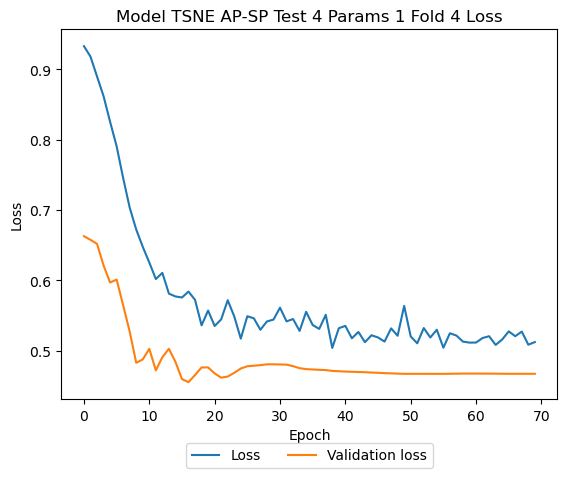 Model TSNE AP-SP Test 4 Params 1 Fold 4 Loss
Loss
0.9
0.8
0.7
0.6
0.5
0 10 20 30 40 50 60 70
Epoch
Loss Validation loss